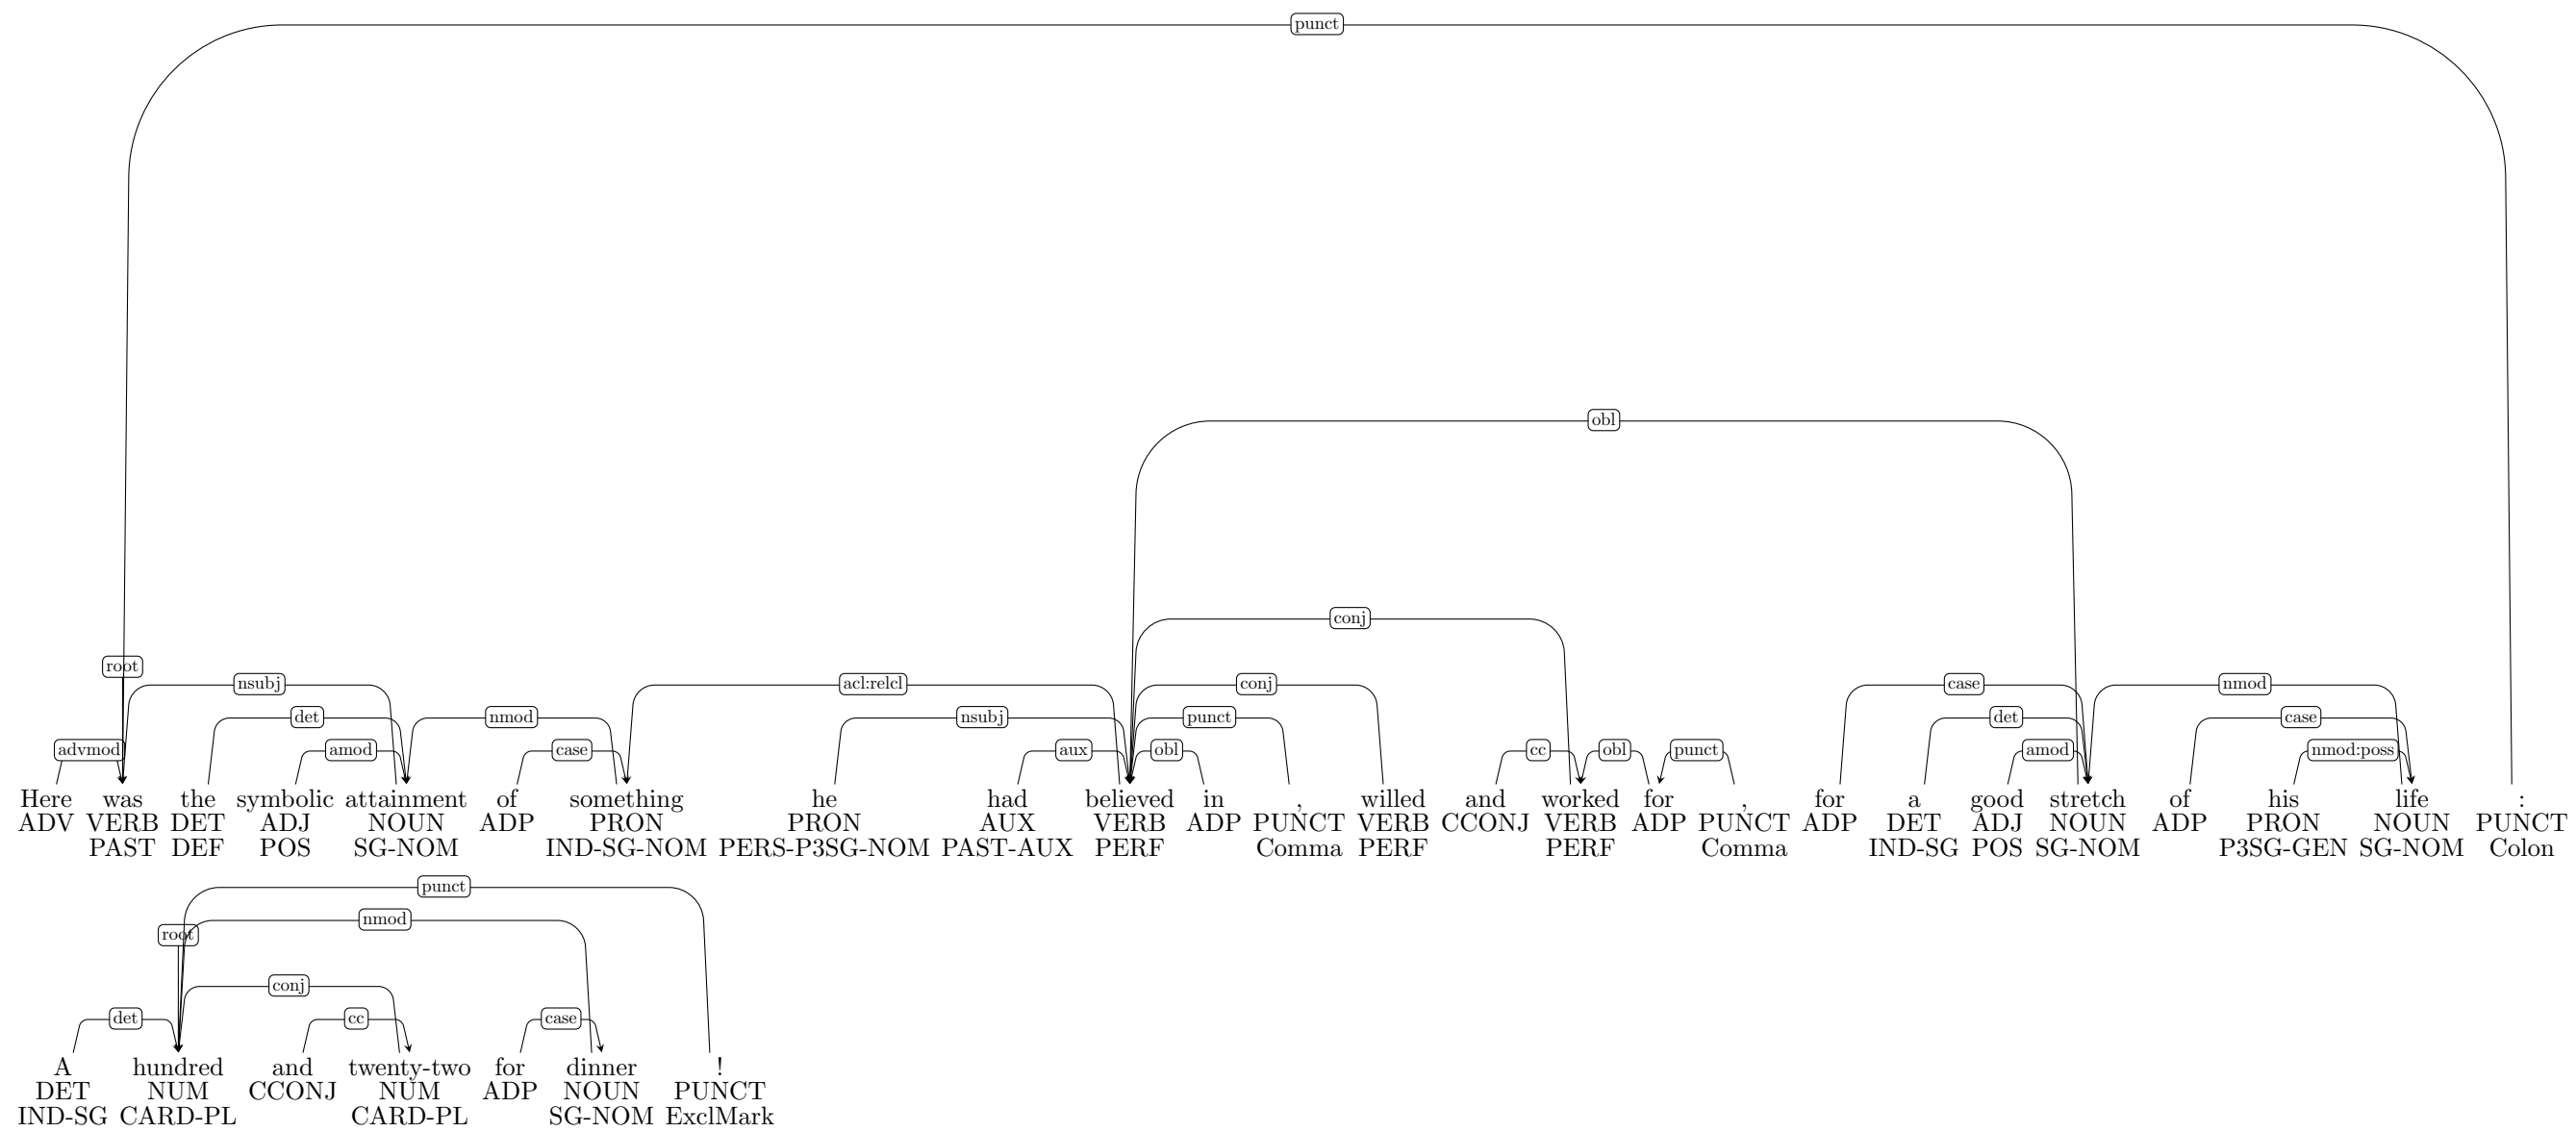 punct
obl
conj
root
nsubj acl:relcl conj case nmod
det nmod nsubj punct det case
advmod amod case aux obl cc obl punct amod nmod:poss
Here was the symbolic attainment of something he had believed in , willed and worked for , for a good stretch of his life :
ADV VERB DET ADJ NOUN ADP PRON PRON AUX VERB ADP PUNCT VERB CCONJ VERB ADP PUNCT ADP DET ADJ NOUN ADP PRON NOUN PUNCT
PAST DEF POS SG-NOM IND-SG-NOM PERS-P3SG-NOM PAST-AUX PERF Comma PERF PERF Comma IND-SG POS SG-NOM P3SG-GEN SG-NOM Colon
punct
nmod
root
conj
det cc case
A hundred and twenty-two for dinner !
DET NUM CCONJ NUM ADP NOUN PUNCT
IND-SG CARD-PL CARD-PL SG-NOM ExclMark